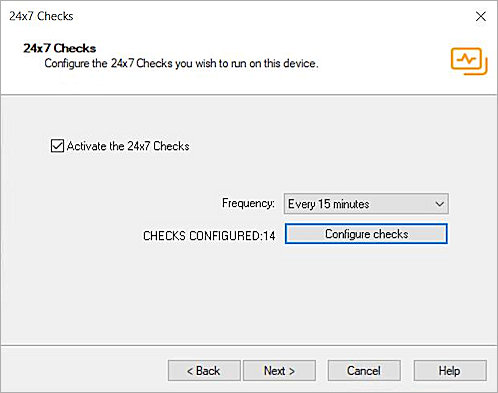 24x7 Checks
24x7 Checks
Configure the 24x7 Checks you wish to run on this device.
Activate the 24x7 Checks
Frequency: Every 15 minutes
CHECKS CONFIGURED:14 Configure checks
< Back Next > Cancel Help